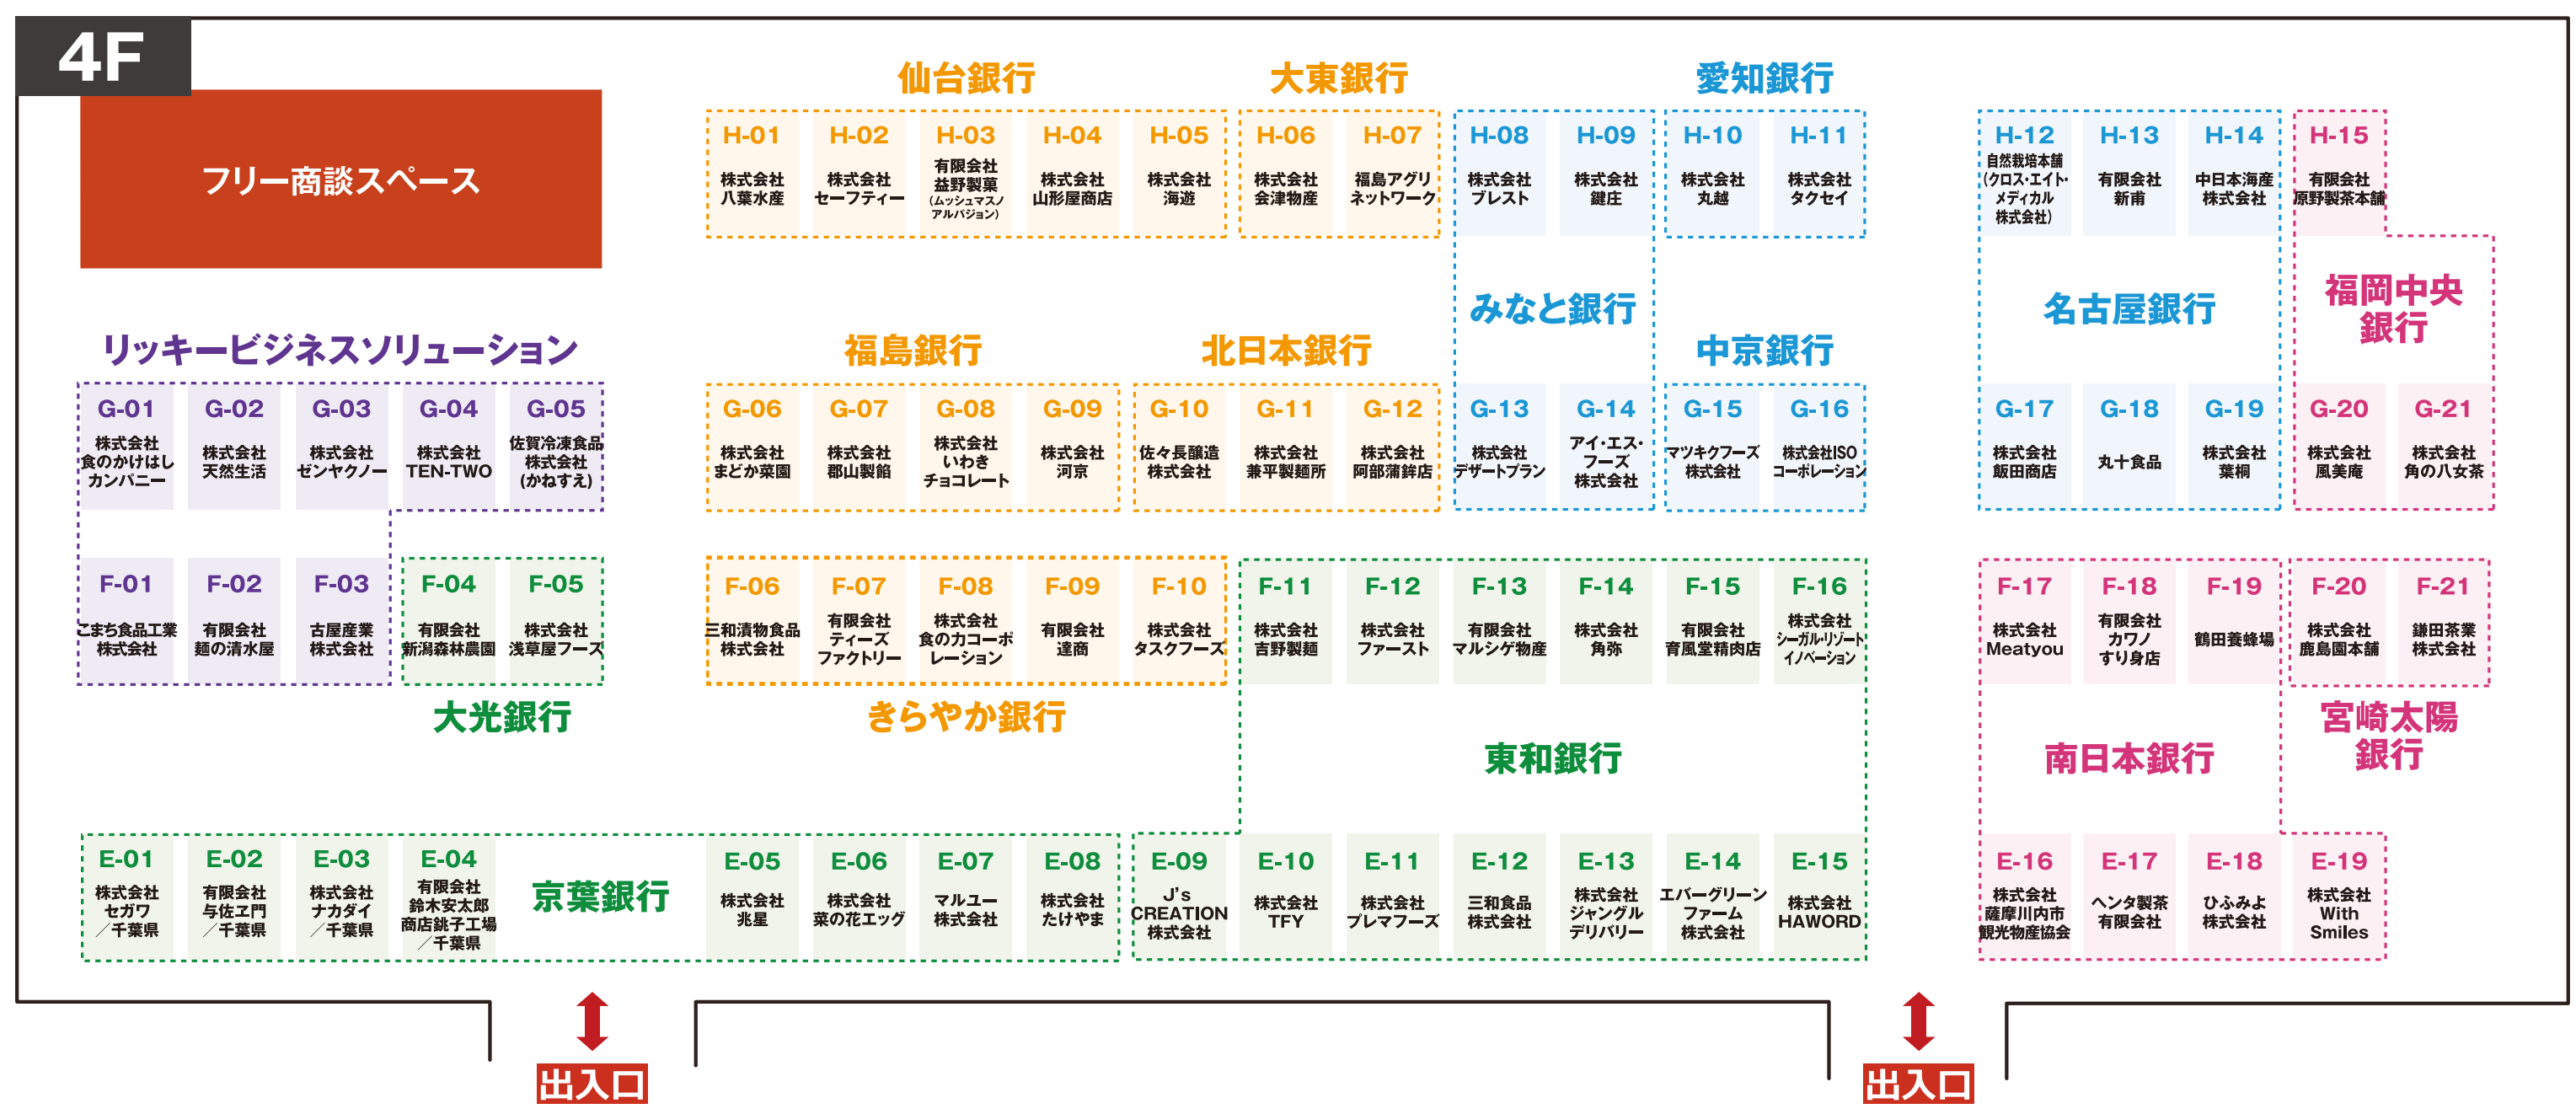 4F
フリー商談スペース
仙台銀行
大東銀行
愛知銀行
H-01
株式会社
八葉水産
H-02
株式会社
セーフティー
H-03
有限会社
益野製菓
（ムッシュマスノ
アルパジョン）
H-04
株式会社
山形屋商店
H-05
株式会社
海遊
H-06
株式会社
会津物産
H-07
福島アグリ
ネットワーク
H-08
株式会社
ブレスト
H-09
株式会社
鍵庄
H-10
株式会社
丸越
H-11
株式会社
タクセイ
H-12
自然栽培本舗
（クロス・エイト・
メディカル
株式会社）
H-13
有限会社
新甫
H-14
中日本海産
株式会社
H-15
有限会社
原野製茶本舗
みなと銀行
名古屋銀行
福岡中央
銀行
リッキービジネスソリューション
福島銀行
北日本銀行
中京銀行
G-01
株式会社
食のかけはし
カンパニー
G-02
株式会社
天然生活
G-03
株式会社
ゼンヤクノー
G-04
株式会社
TEN-TWO
G-05
佐賀冷凍食品
株式会社
(かねすえ)
G-06
株式会社
まどか菜園
G-07
株式会社
郡山製餡
G-08
株式会社
いわき
チョコレート
G-09
株式会社
河京
G-10
佐々長醸造
株式会社
G-11
株式会社
兼平製麺所
G-12
株式会社
阿部蒲鉾店
G-13
株式会社
デザートプラン
G-14
アイ・エス・
フーズ
株式会社
G-15
マツキクフーズ
株式会社
G-16
株式会社ISO
コーポレーション
G-17
株式会社
飯田商店
G-18
丸十食品
G-19
株式会社
葉桐
G-20
株式会社
風美庵
G-21
株式会社
角の八女茶
F-01
こまち食品工業
株式会社
F-02
有限会社
麺の清水屋
F-03
古屋産業
株式会社
F-04
有限会社
新潟森林農園
F-05
株式会社
浅草屋フーズ
F-06
三和漬物食品
株式会社
F-07
有限会社
ティーズ
ファクトリー
F-08
株式会社
食の力コーポ
レーション
F-09
有限会社
達商
F-10
株式会社
タスクフーズ
F-11
株式会社
吉野製麺
F-12
株式会社
ファースト
F-13
有限会社
マルシゲ物産
F-14
株式会社
角弥
F-15
有限会社
育風堂精肉店
F-16
株式会社
シーガル・リゾート
イノベーション
F-17
株式会社
Meatyou
F-18
有限会社
カワノ
すり身店
F-19
鶴田養蜂場
F-20
株式会社
鹿島園本舗
F-21
鎌田茶業
株式会社
大光銀行
きらやか銀行
東和銀行
南日本銀行
宮崎太陽
銀行
E-01
株式会社
セガワ
／千葉県
E-02
有限会社
与佐ヱ門
／千葉県
E-03
株式会社
ナカダイ
／千葉県
E-04
有限会社
鈴木安太郎
商店銚子工場
／千葉県
京葉銀行
E-05
株式会社
兆星
E-06
株式会社
菜の花エッグ
E-07
マルユー
株式会社
E-08
株式会社
たけやま
E-09
J's
CREATION
株式会社
E-10
株式会社
TFY
E-11
株式会社
プレマフーズ
E-12
三和食品
株式会社
E-13
株式会社
ジャングル
デリバリー
E-14
エバーグリーン
ファーム
株式会社
E-15
株式会社
HAWORD
E-16
株式会社
薩摩川内市
観光物産協会
E-17
ヘンタ製茶
有限会社
E-18
ひふみよ
株式会社
E-19
株式会社
With
Smiles
出入口
出入口